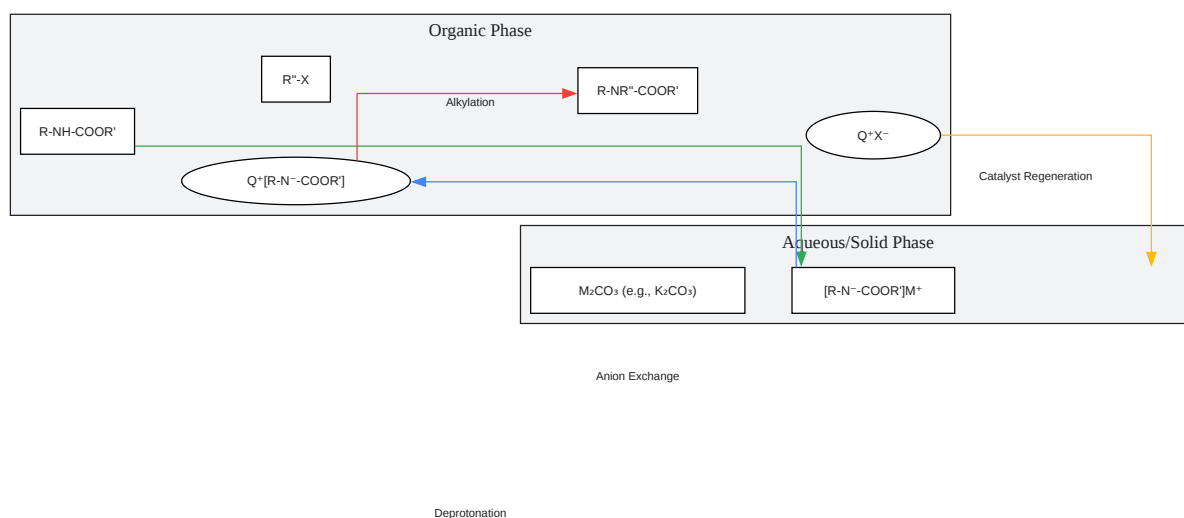 Organic Phase
R"-X
R-NR"-COOR'
Alkylation
R-NH-COOR'
Q⁺X⁻
Q⁺[R-N⁻-COOR']
Catalyst Regeneration
Aqueous/Solid Phase
M₂CO₃ (e.g., K₂CO₃)
[R-N⁻-COOR']M⁺
Anion Exchange
Deprotonation